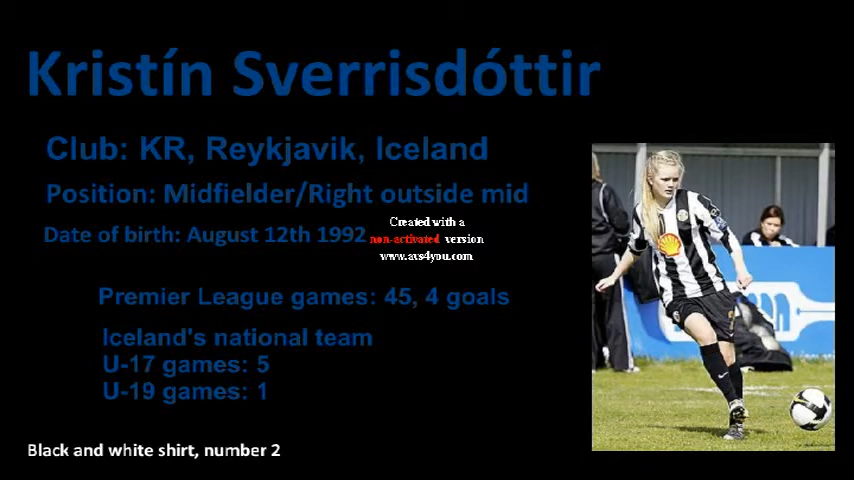 Kristín Sverrisdóttir
Club: KR, Reykjavik, Iceland
Position: Midfielder/Right outside mid
Date of birth: August 12th 1992
Created with a
non-activated version
www.avs4you.com
Premier League games: 45, 4 goals
Iceland's national team
U-17 games: 5
U-19 games: 1
Black and white shirt, number 2